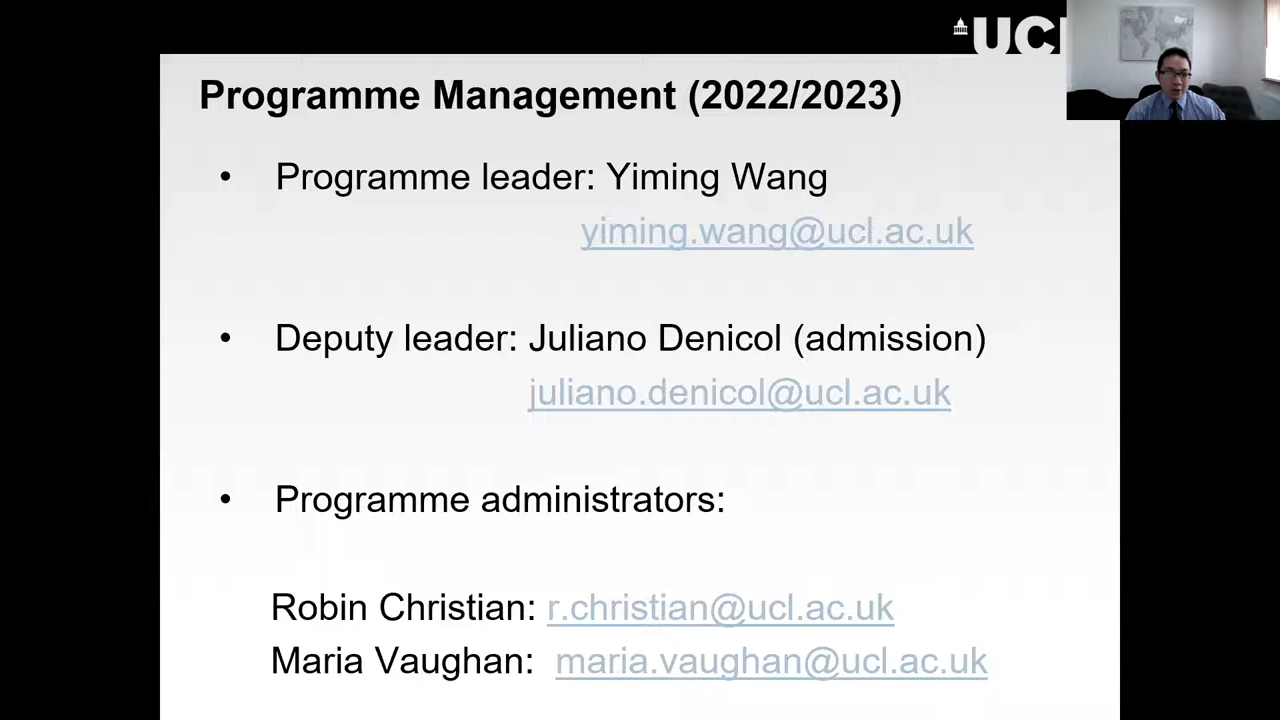 UCL
Programme Management (2022/2023)
• Programme leader: Yiming Wang
yiming.wang@ucl.ac.uk
• Deputy leader: Juliano Denicol (admission)
juliano.denicol@ucl.ac.uk
• Programme administrators:
Robin Christian: r.christian@ucl.ac.uk
Maria Vaughan: maria.vaughan@ucl.ac.uk